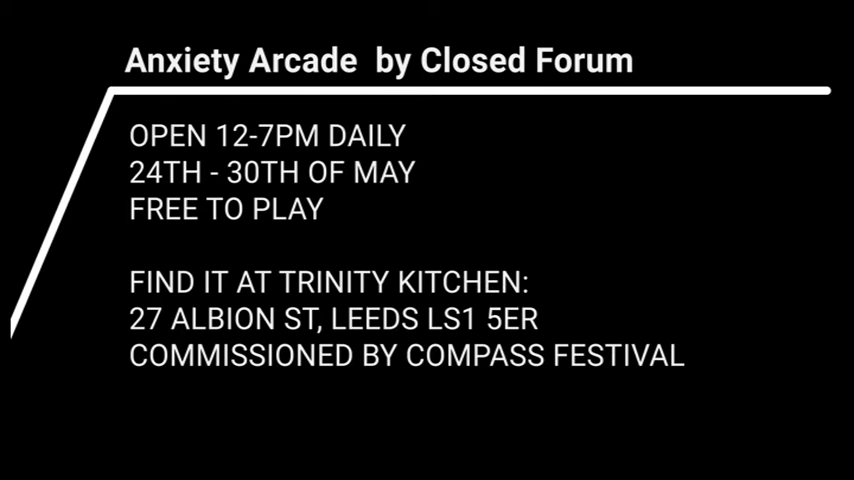 Anxiety Arcade  by Closed Forum
OPEN 12-7PM DAILY
24TH - 30TH OF MAY
FREE TO PLAY
FIND IT AT TRINITY KITCHEN:
27 ALBION ST, LEEDS LS1 5ER
COMMISSIONED BY COMPASS FESTIVAL